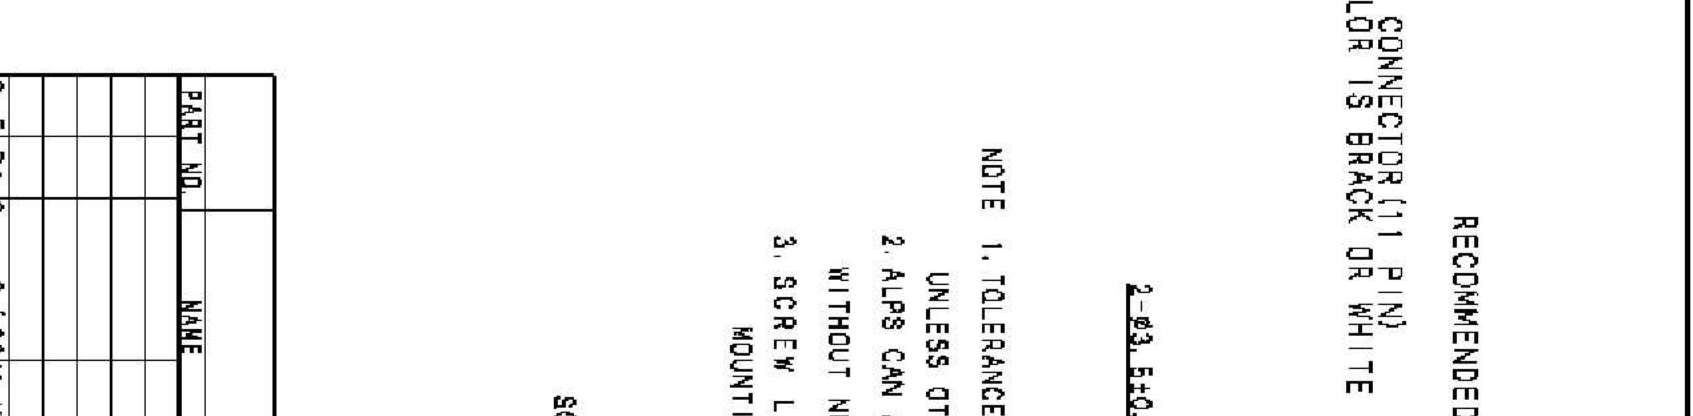 RECOMMENDED
CONNECTOR(11 PIN)
LOR IS BRACK OR WHITE
2-ø3.5±0.
NOTE 1. TOLERANCE
UNLESS OT
2. ALPS CAN
WITHOUT N
3. SCREW L
MOUNTI
PART NO. NAME